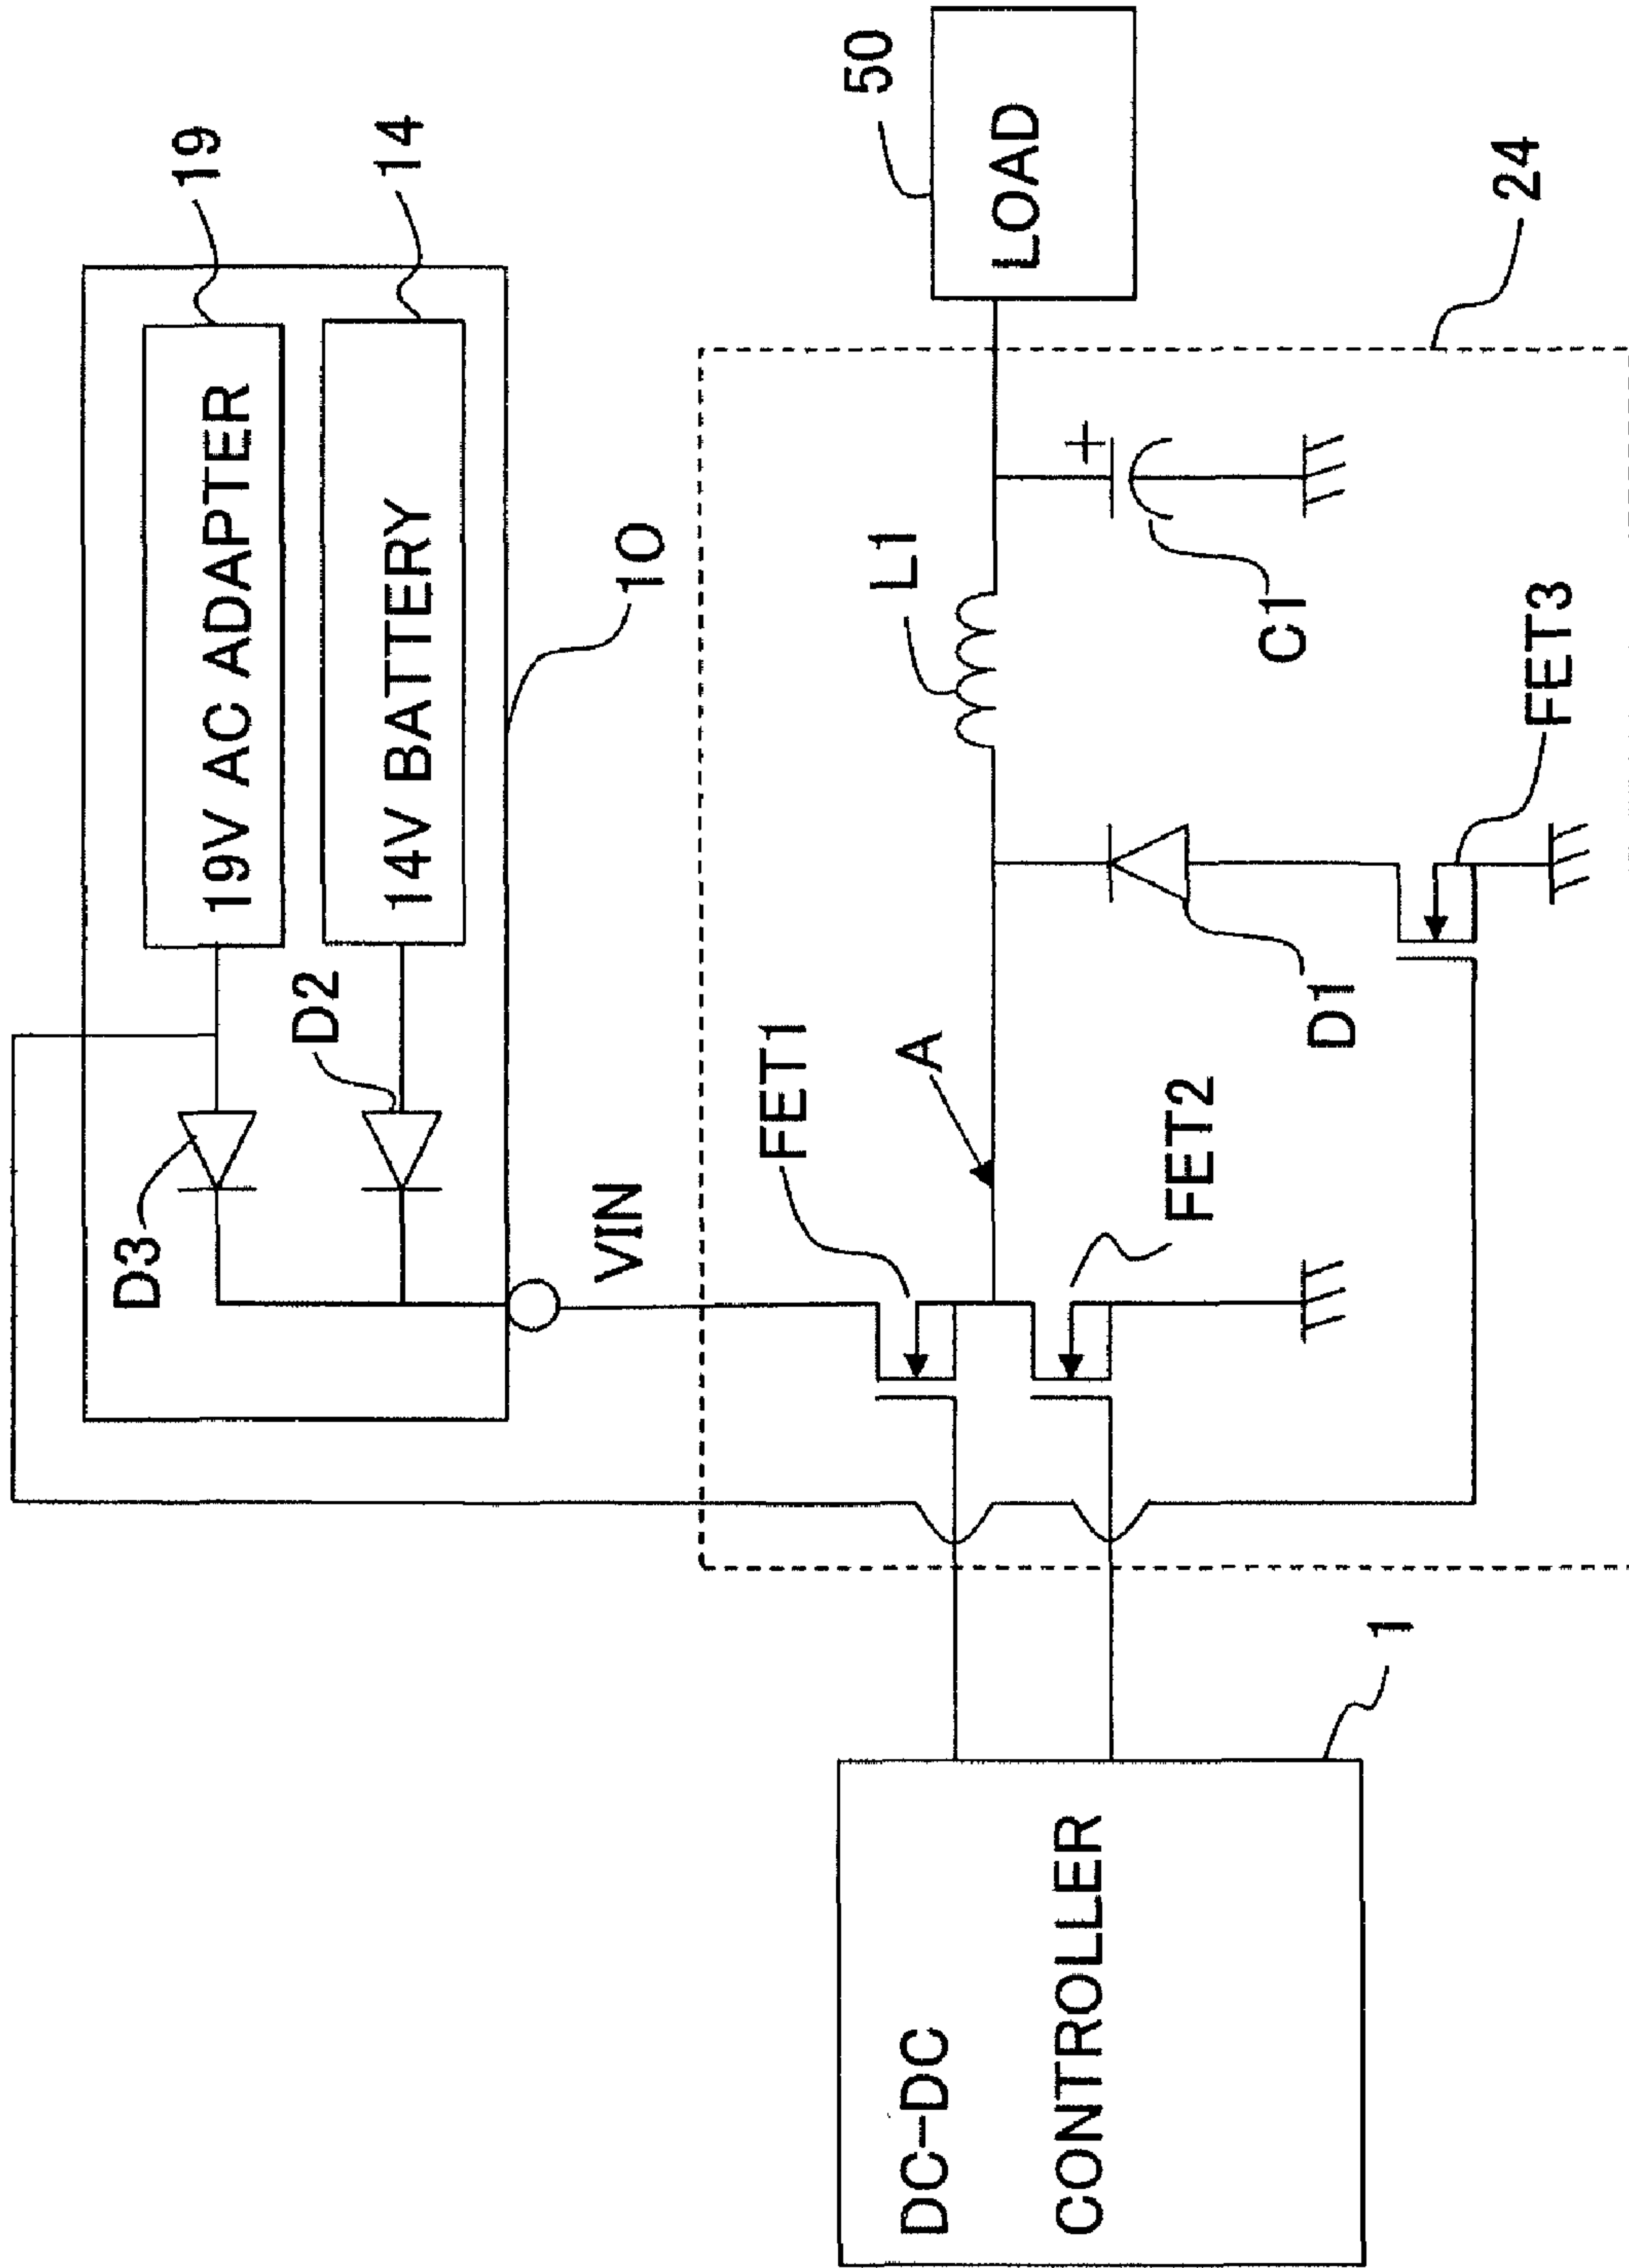 19V AC ADAPTER
19
14V BATTERY
14
D3
D2
10
VIN
FET1
L1
50
LOAD
A
FET2
D1
C1
FET3
24
DC-DC
CONTROLLER
1
+